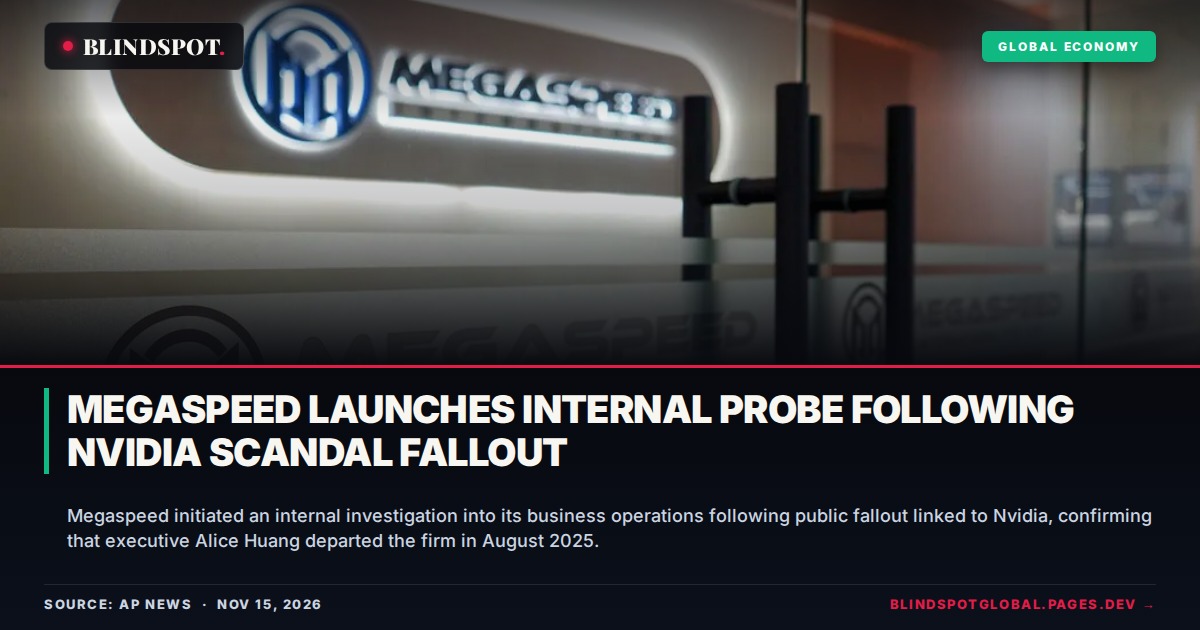 BLINDSPOT.
GLOBAL ECONOMY
MEGASPEED
MEGASPEED
MEGASPEED
MEGASPEED LAUNCHES INTERNAL PROBE FOLLOWING
NVIDIA SCANDAL FALLOUT
Megaspeed initiated an internal investigation into its business operations following public fallout linked to Nvidia, confirming
that executive Alice Huang departed the firm in August 2025.
SOURCE: AP NEWS · NOV 15, 2026
BLINDSPOTGLOBAL.PAGES.DEV →